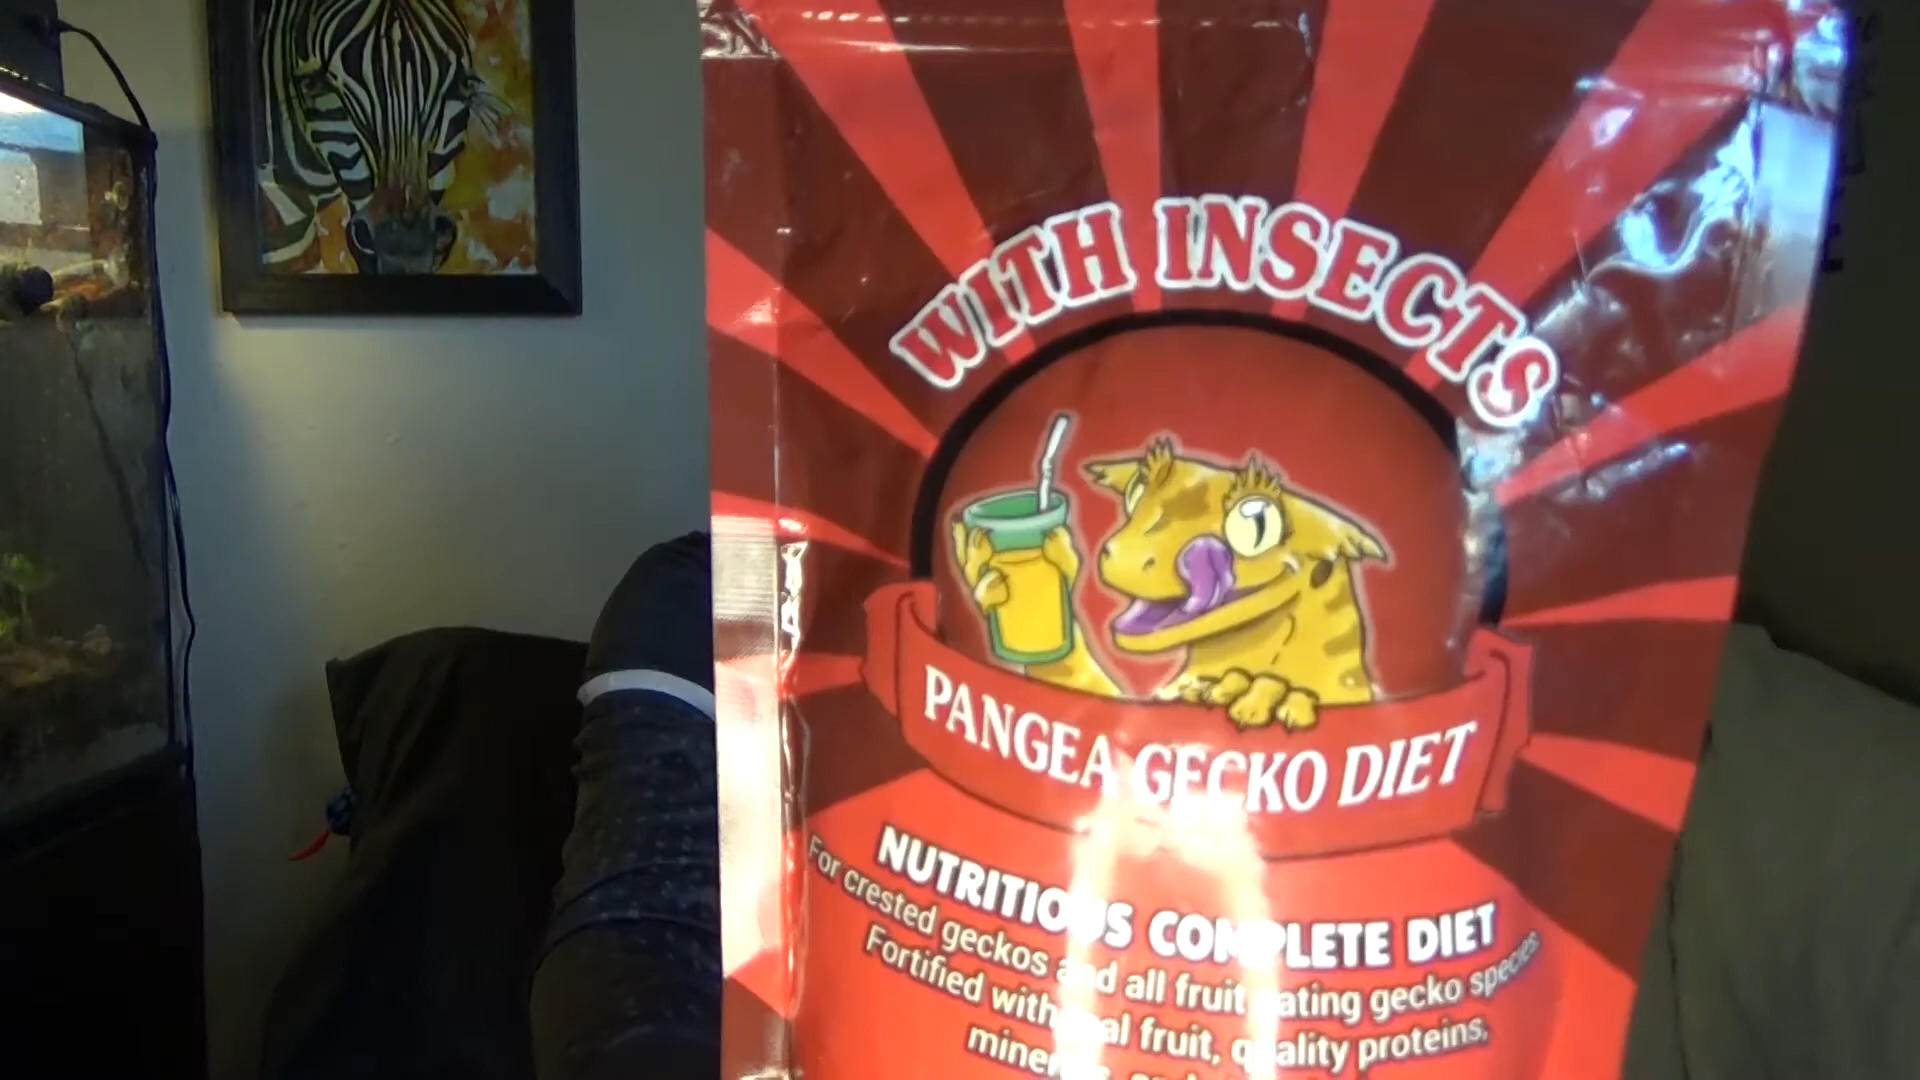 WITH INSECTS
PANGEA GECKO DIET
NUTRITIOUS COMPLETE DIET
For crested geckos and all fruit eating gecko species
Fortified with real fruit, quality proteins,